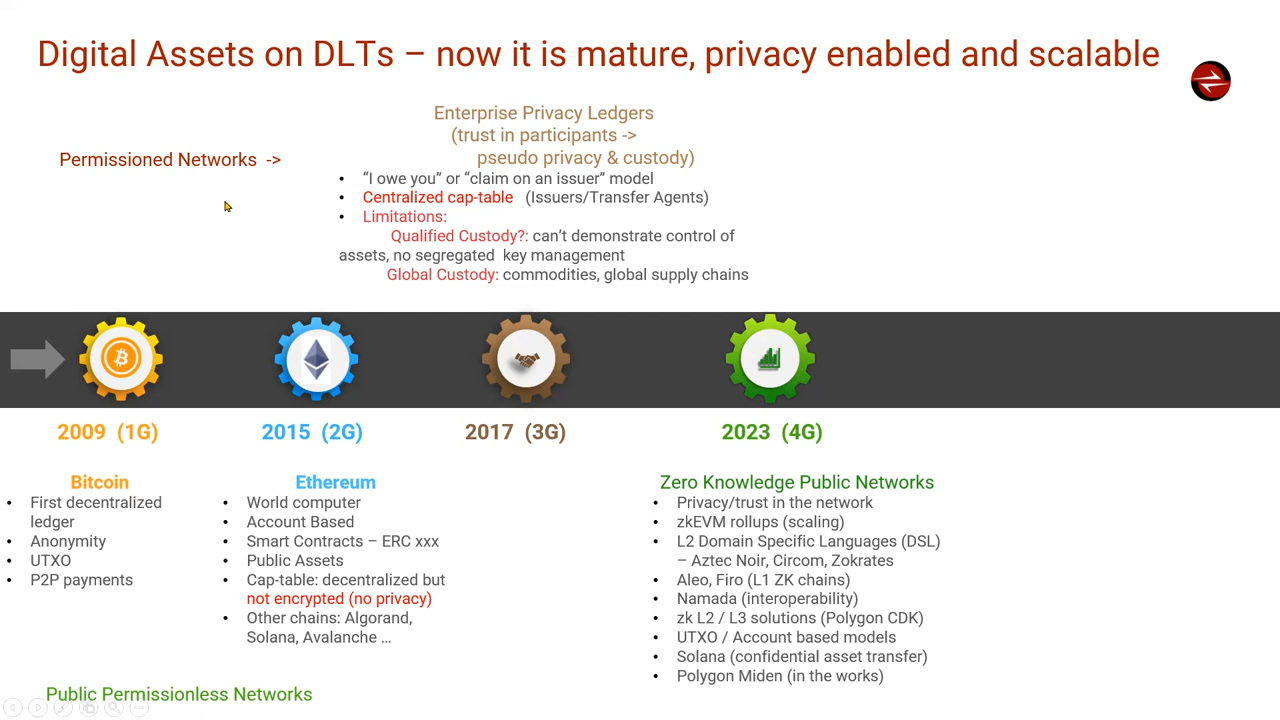 Digital Assets on DLTs – now it is mature, privacy enabled and scalable
Enterprise Privacy Ledgers
(trust in participants ->
pseudo privacy & custody)
Permissioned Networks ->
• “I owe you” or “claim on an issuer” model
• Centralized cap-table (Issuers/Transfer Agents)
• Limitations:
Qualified Custody?: can’t demonstrate control of
assets, no segregated key management
Global Custody: commodities, global supply chains
2009 (1G)
2015 (2G)
2017 (3G)
2023 (4G)
Bitcoin
• First decentralized
ledger
• Anonymity
• UTXO
• P2P payments
Ethereum
• World computer
• Account Based
• Smart Contracts – ERC xxx
• Public Assets
• Cap-table: decentralized but
not encrypted (no privacy)
• Other chains: Algorand,
Solana, Avalanche ...
Zero Knowledge Public Networks
• Privacy/trust in the network
• zkEVM rollups (scaling)
• L2 Domain Specific Languages (DSL)
– Aztec Noir, Circom, Zokrates
• Aleo, Firo (L1 ZK chains)
• Namada (interoperability)
• zk L2 / L3 solutions (Polygon CDK)
• UTXO / Account based models
• Solana (confidential asset transfer)
• Polygon Miden (in the works)
Public Permissionless Networks